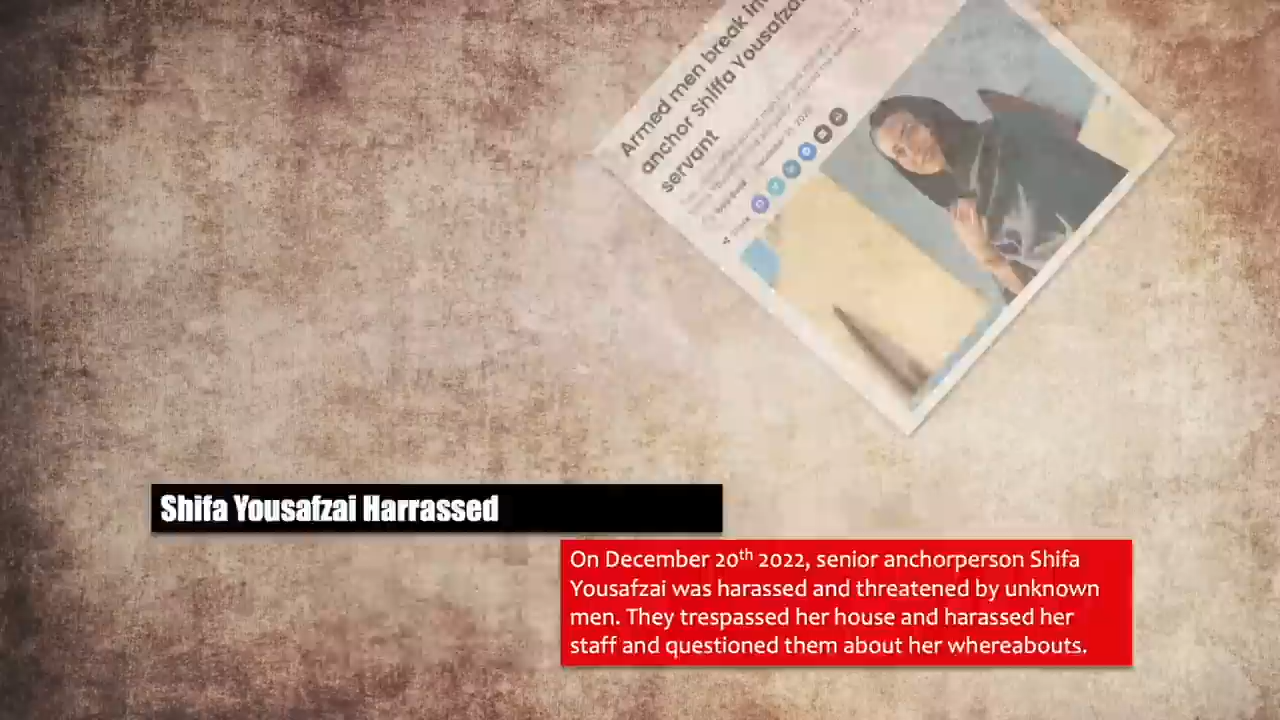 Armed men break in
anchor Shiffa Yousafzai
servant
Shifa Yousafzai Harrassed
On December 20th 2022, senior anchorperson Shifa
Yousafzai was harassed and threatened by unknown
men. They trespassed her house and harassed her
staff and questioned them about her whereabouts.